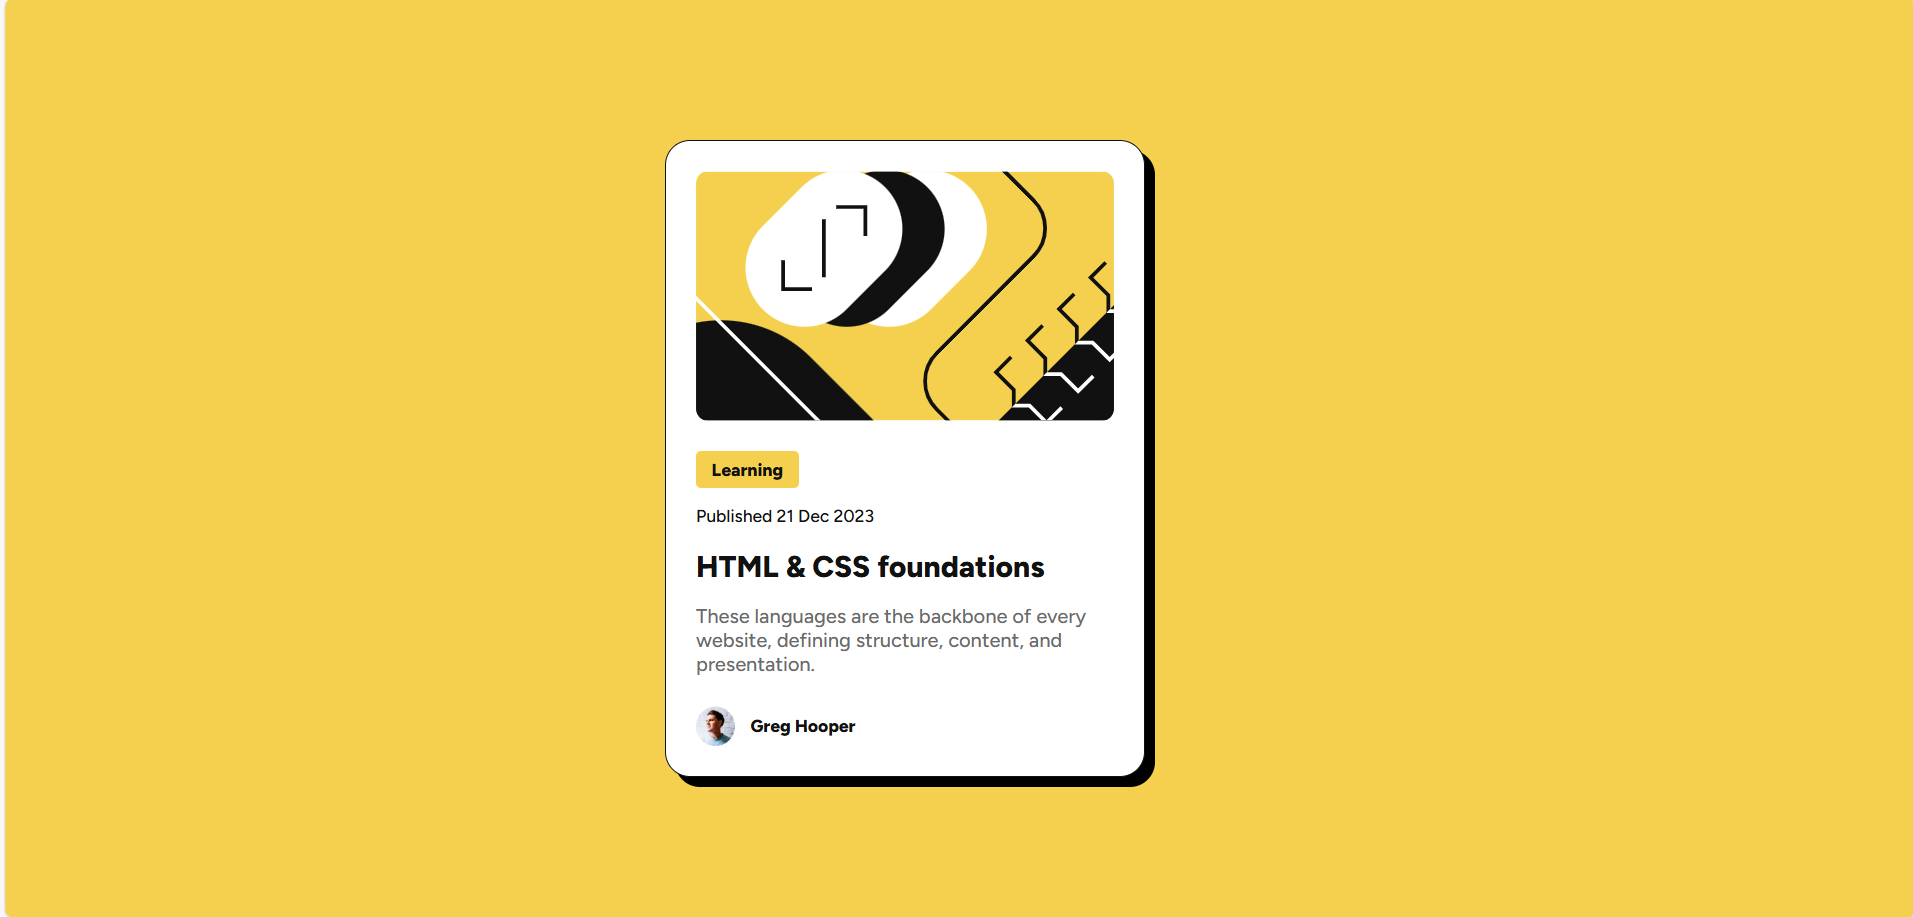 Learning
Published 21 Dec 2023
HTML & CSS foundations
These languages are the backbone of every
website, defining structure, content, and
presentation.
Greg Hooper